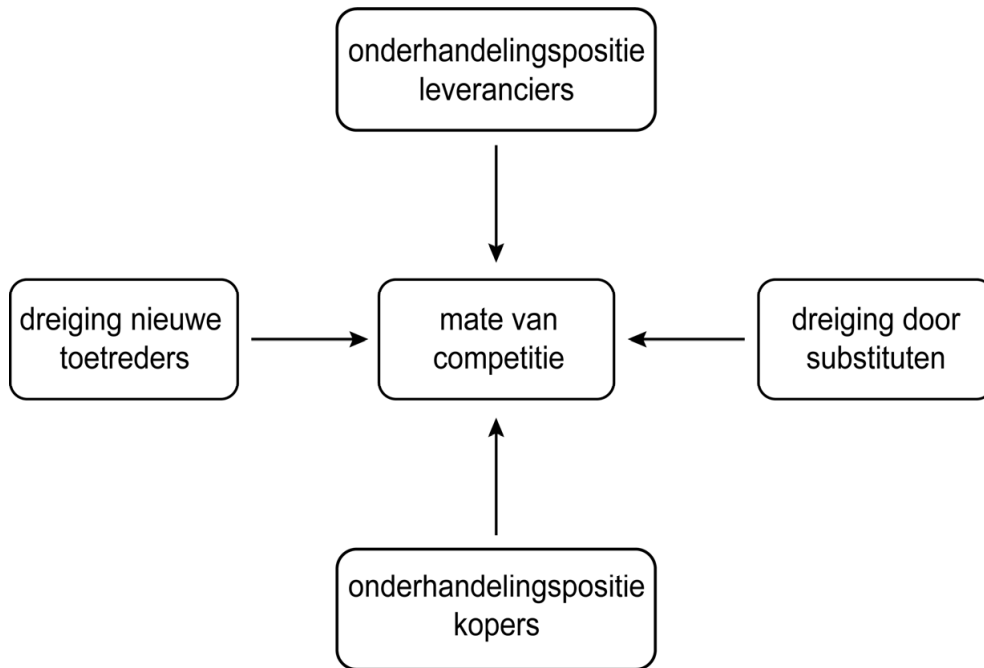 onderhandelingspositie
leveranciers
dreiging nieuwe
toetreders
mate van
competitie
dreiging door
substituten
onderhandelingspositie
kopers